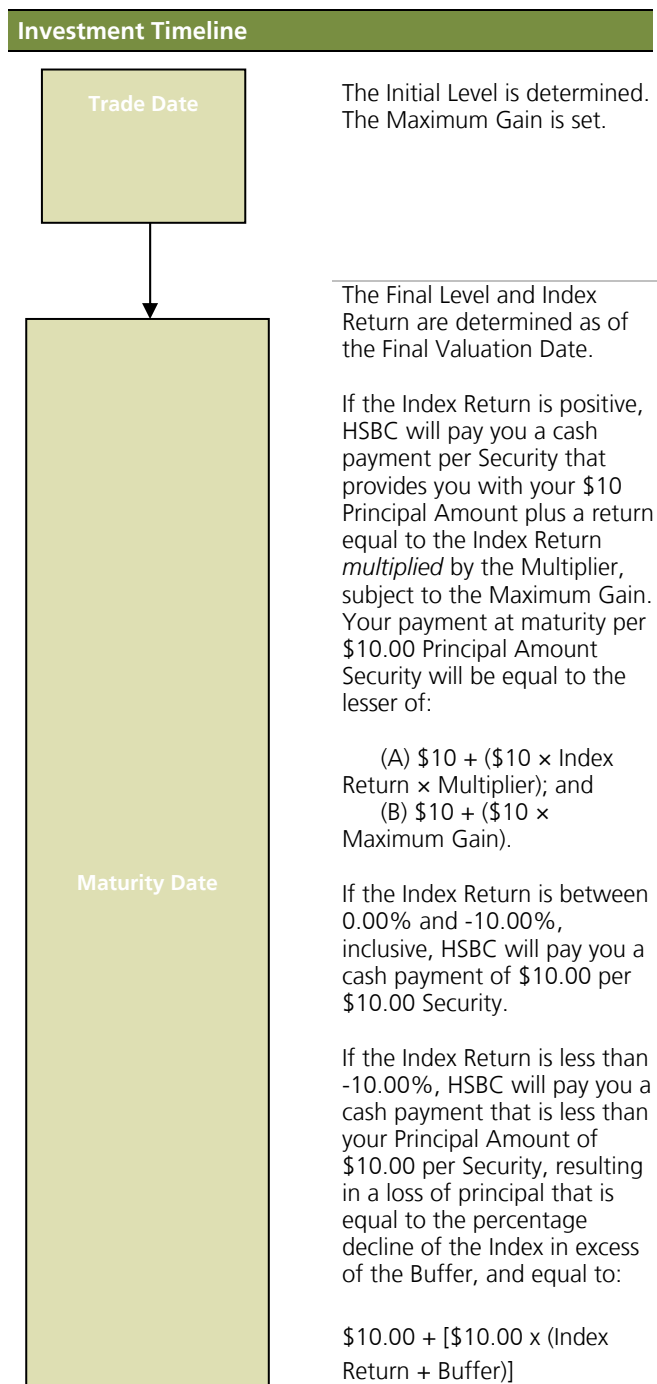 Investment Timeline
Trade Date
The Initial Level is determined.
The Maximum Gain is set.
The Final Level and Index
Return are determined as of
the Final Valuation Date.
If the Index Return is positive,
HSBC will pay you a cash
payment per Security that
provides you with your $10
Principal Amount plus a return
equal to the Index Return
multiplied by the Multiplier,
subject to the Maximum Gain.
Your payment at maturity per
$10.00 Principal Amount
Security will be equal to the
lesser of:
(A) $10 + ($10 × Index
Return × Multiplier); and
(B) $10 + ($10 ×
Maximum Gain).
Maturity Date
If the Index Return is between
0.00% and -10.00%,
inclusive, HSBC will pay you a
cash payment of $10.00 per
$10.00 Security.
If the Index Return is less than
-10.00%, HSBC will pay you a
cash payment that is less than
your Principal Amount of
$10.00 per Security, resulting
in a loss of principal that is
equal to the percentage
decline of the Index in excess
of the Buffer, and equal to:
$10.00 + [$10.00 x (Index
Return + Buffer)]